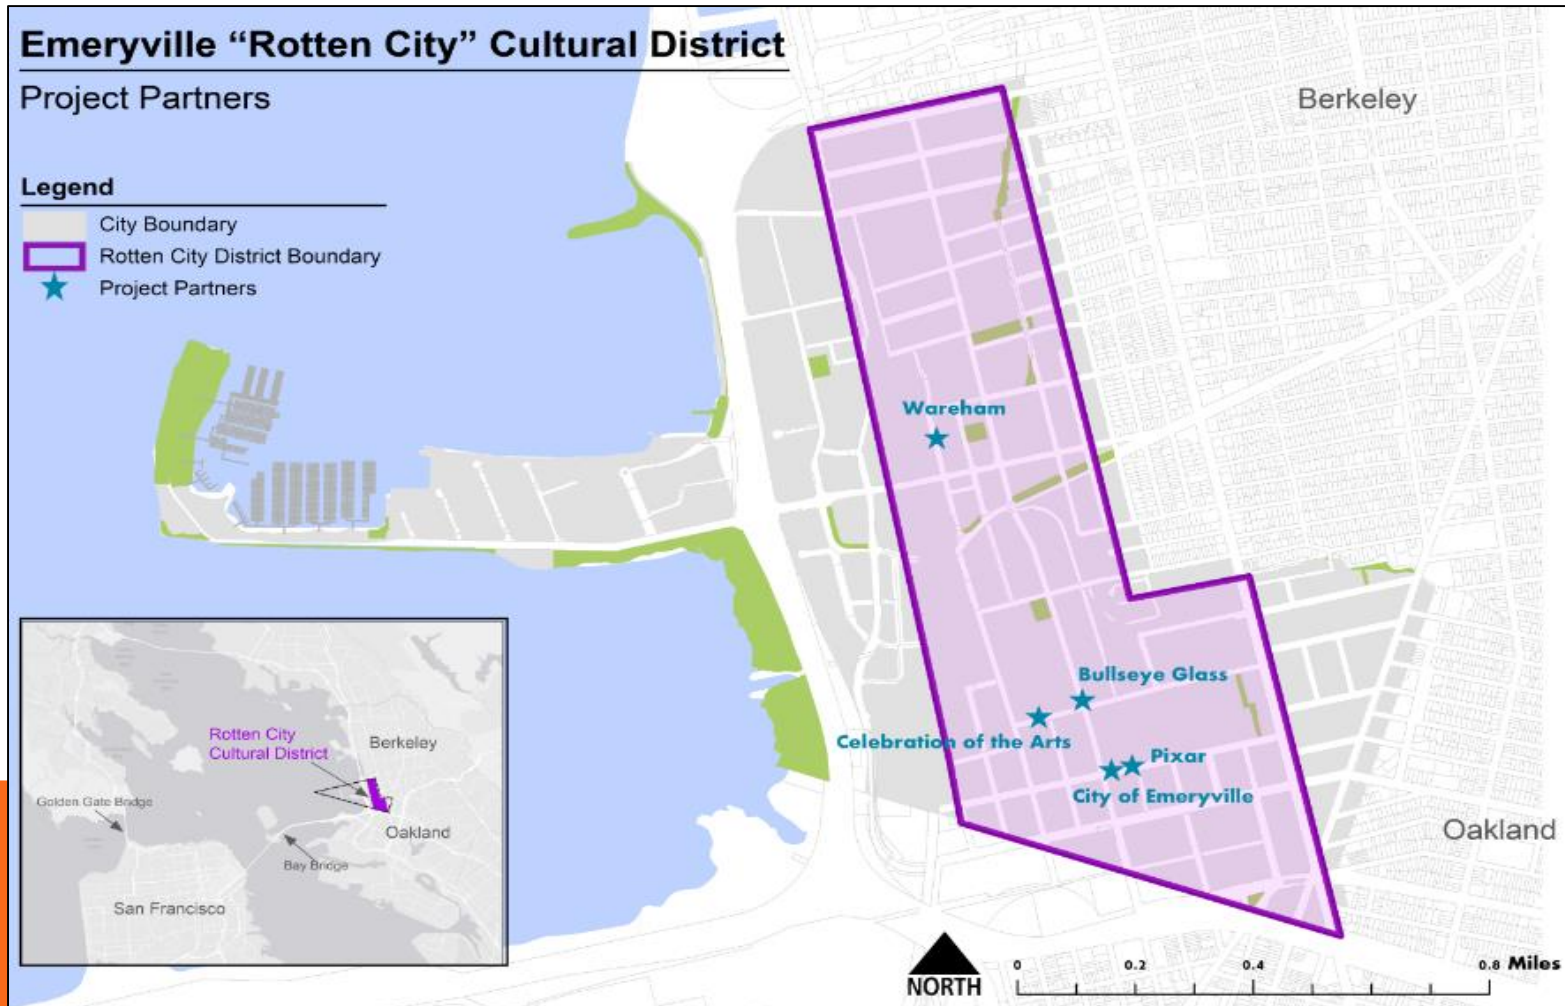 Emeryville “Rotten City” Cultural District
Project Partners
Berkeley
Legend
City Boundary
Rotten City District Boundary
Project Partners
Wareham
Bullseye Glass
Celebration of the Arts
Pixar
City of Emeryville
Oakland
Rotten City
Cultural District
Berkeley
Golden Gate Bridge
Oakland
Bay Bridge
San Francisco
NORTH
0 0.2 0.4 0.8 Miles